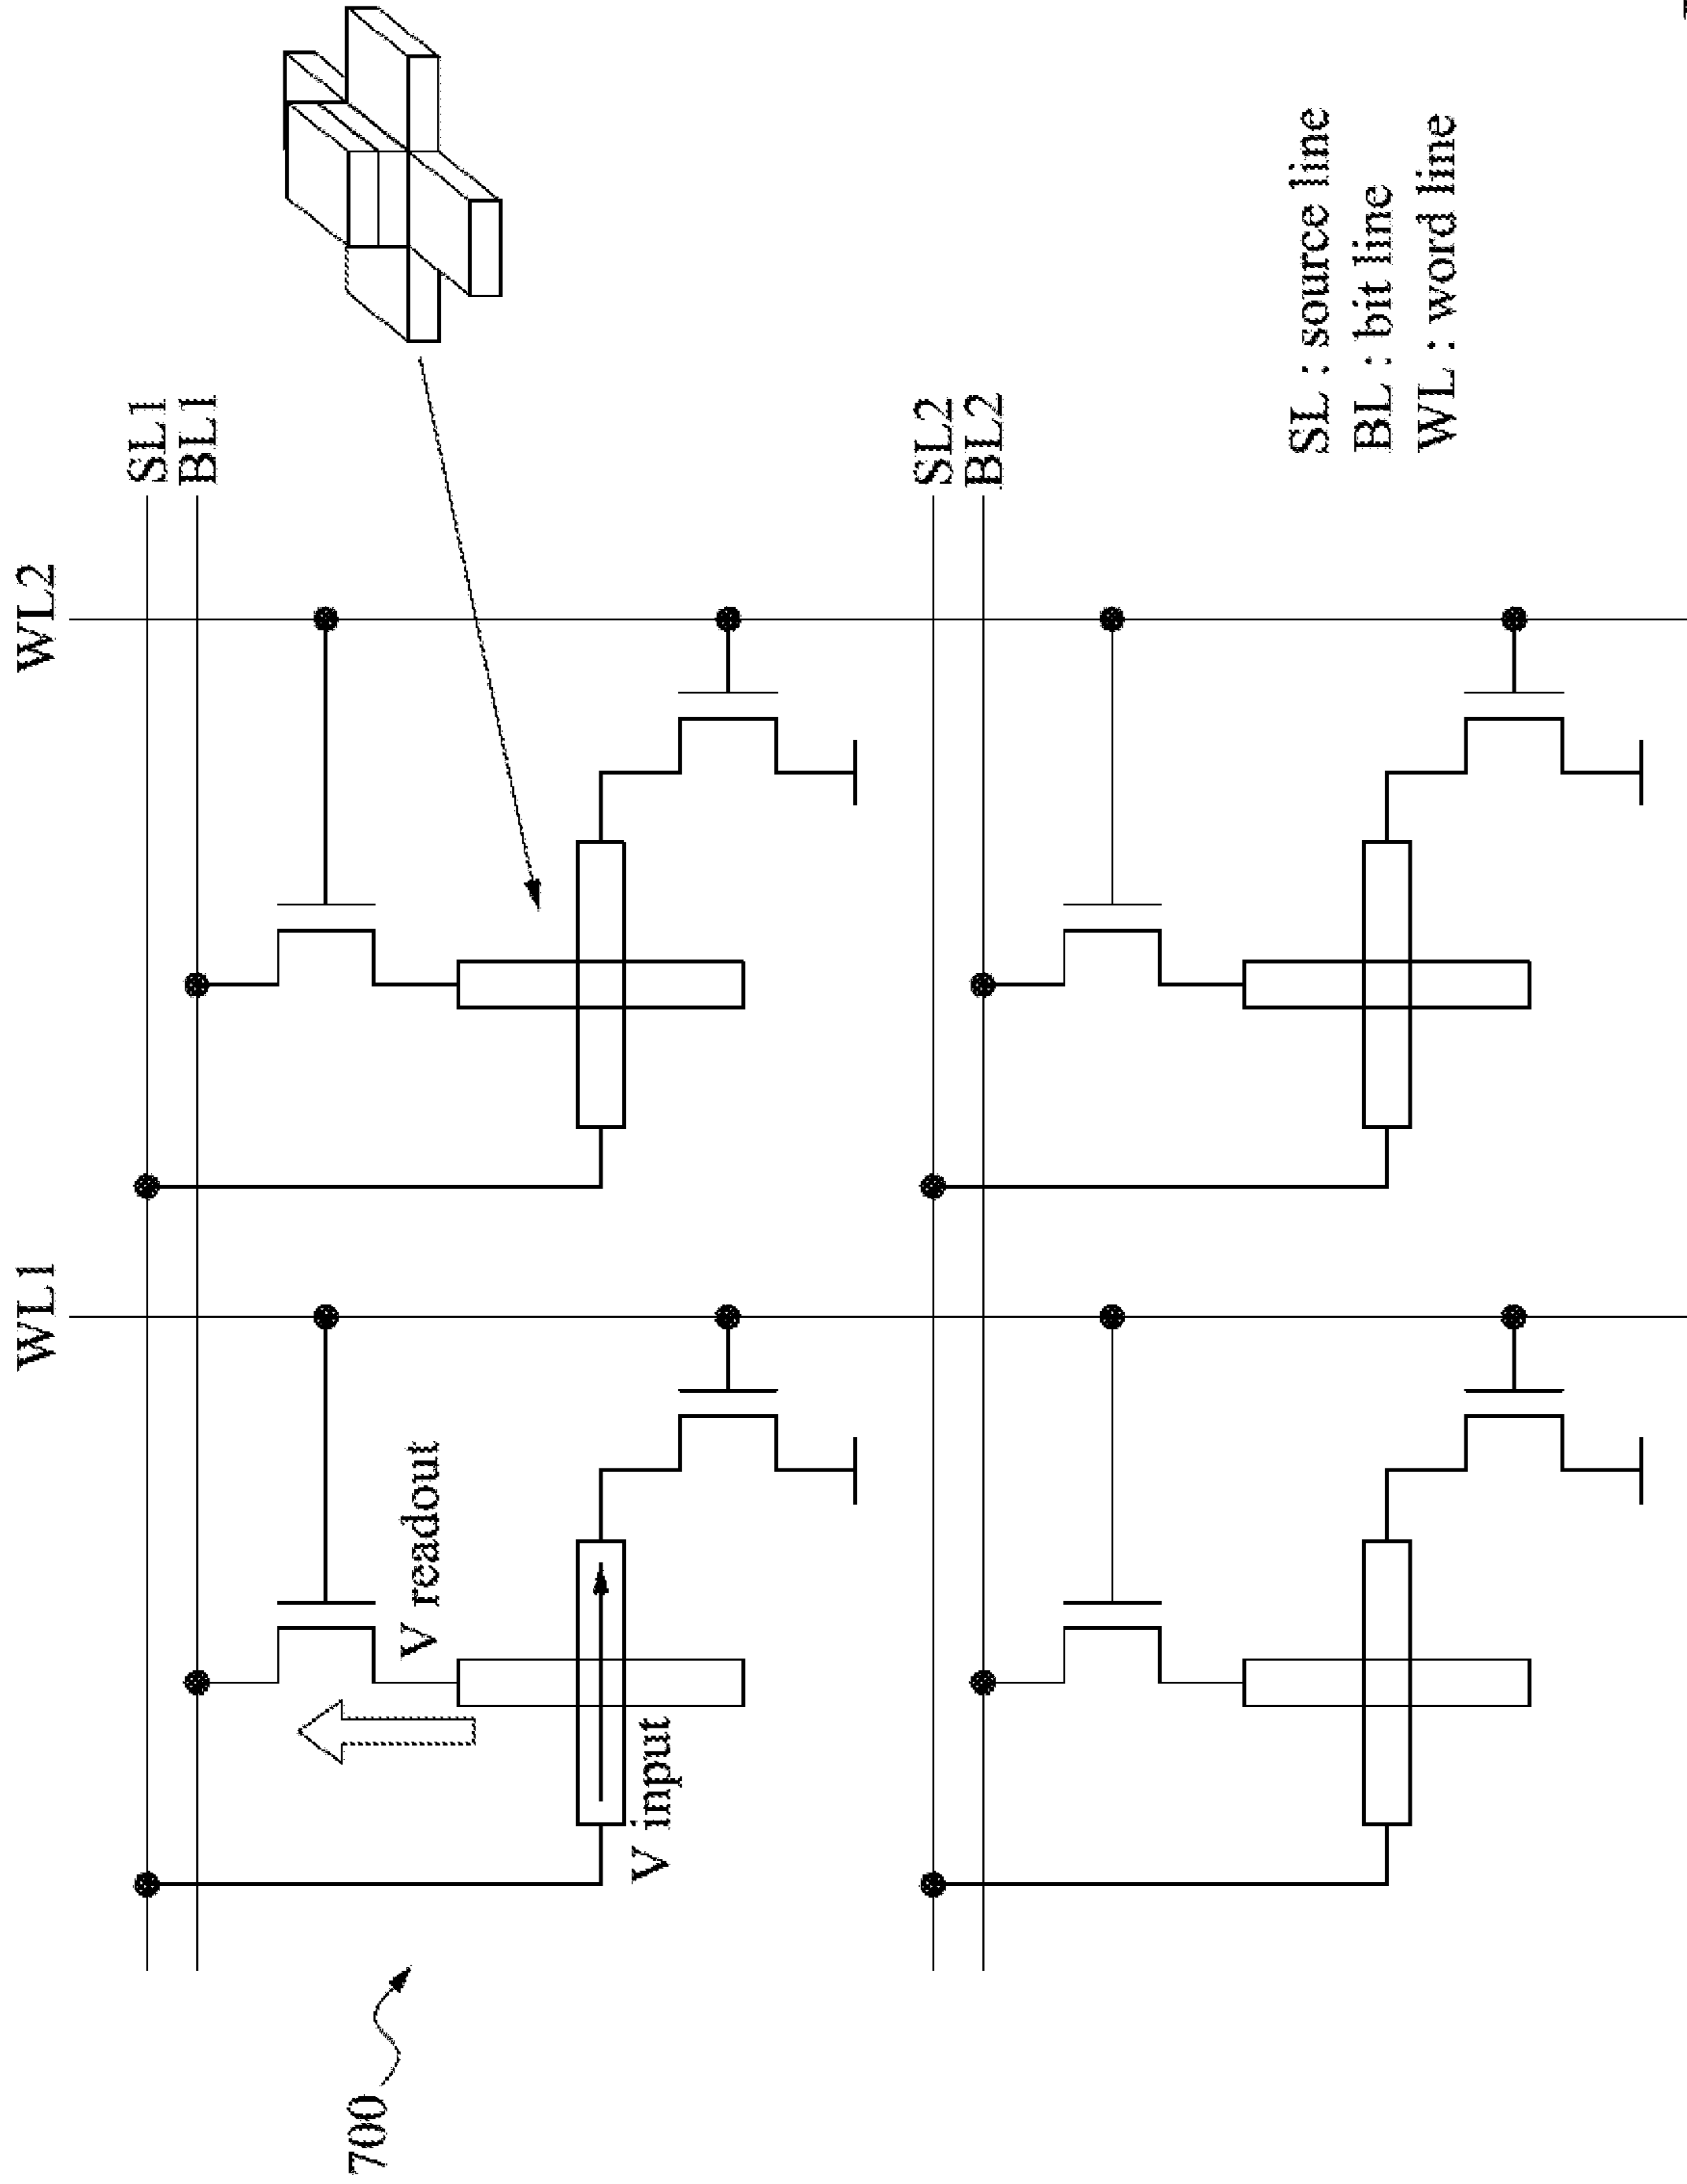 700
WL1
WL2
SL1
BL1
V readout
V input
SL2
BL2
SL : source line
BL : bit line
WL : word line